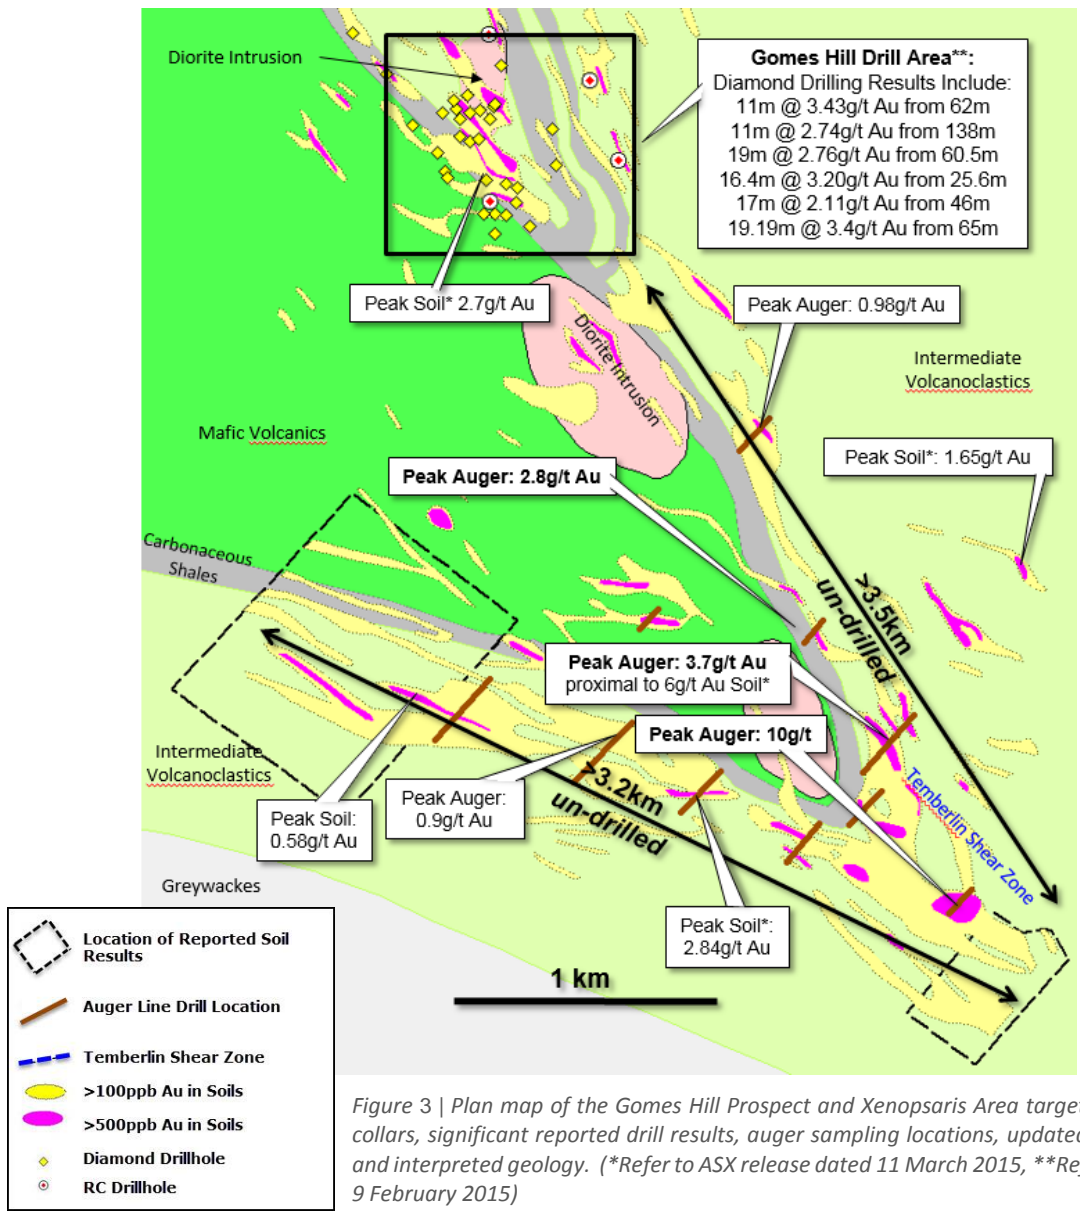 Diorite Intrusion
Gomes Hill Drill Area**:
Diamond Drilling Results Include:
11m @ 3.43g/t Au from 62m
11m @ 2.74g/t Au from 138m
19m @ 2.76g/t Au from 60.5m
16.4m @ 3.20g/t Au from 25.6m
17m @ 2.11g/t Au from 46m
19.19m @ 3.4g/t Au from 65m
Peak Soil* 2.7g/t Au
Peak Auger: 0.98g/t Au
Diorite Intrusion
Intermediate
Volcanoclastics
Mafic Volcanics
Peak Soil*: 1.65g/t Au
Peak Auger: 2.8g/t Au
Carbonaceous
Shales
>3.5km
un-drilled
Peak Auger: 3.7g/t Au
proximal to 6g/t Au Soil*
Peak Auger: 10g/t
Intermediate
Volcanoclastics
>3.2km
un-drilled
Temberlin Shear Zone
Peak Soil:
0.58g/t Au
Peak Auger:
0.9g/t Au
Greywackes
Peak Soil*:
2.84g/t Au
1 km
Location of Reported Soil
Results
Auger Line Drill Location
Temberlin Shear Zone
>100ppb Au in Soils
>500ppb Au in Soils
Diamond Drillhole
RC Drillhole
Figure 3 | Plan map of the Gomes Hill Prospect and Xenopsaris Area target
collars, significant reported drill results, auger sampling locations, updated
and interpreted geology. (*Refer to ASX release dated 11 March 2015, **Ref
9 February 2015)